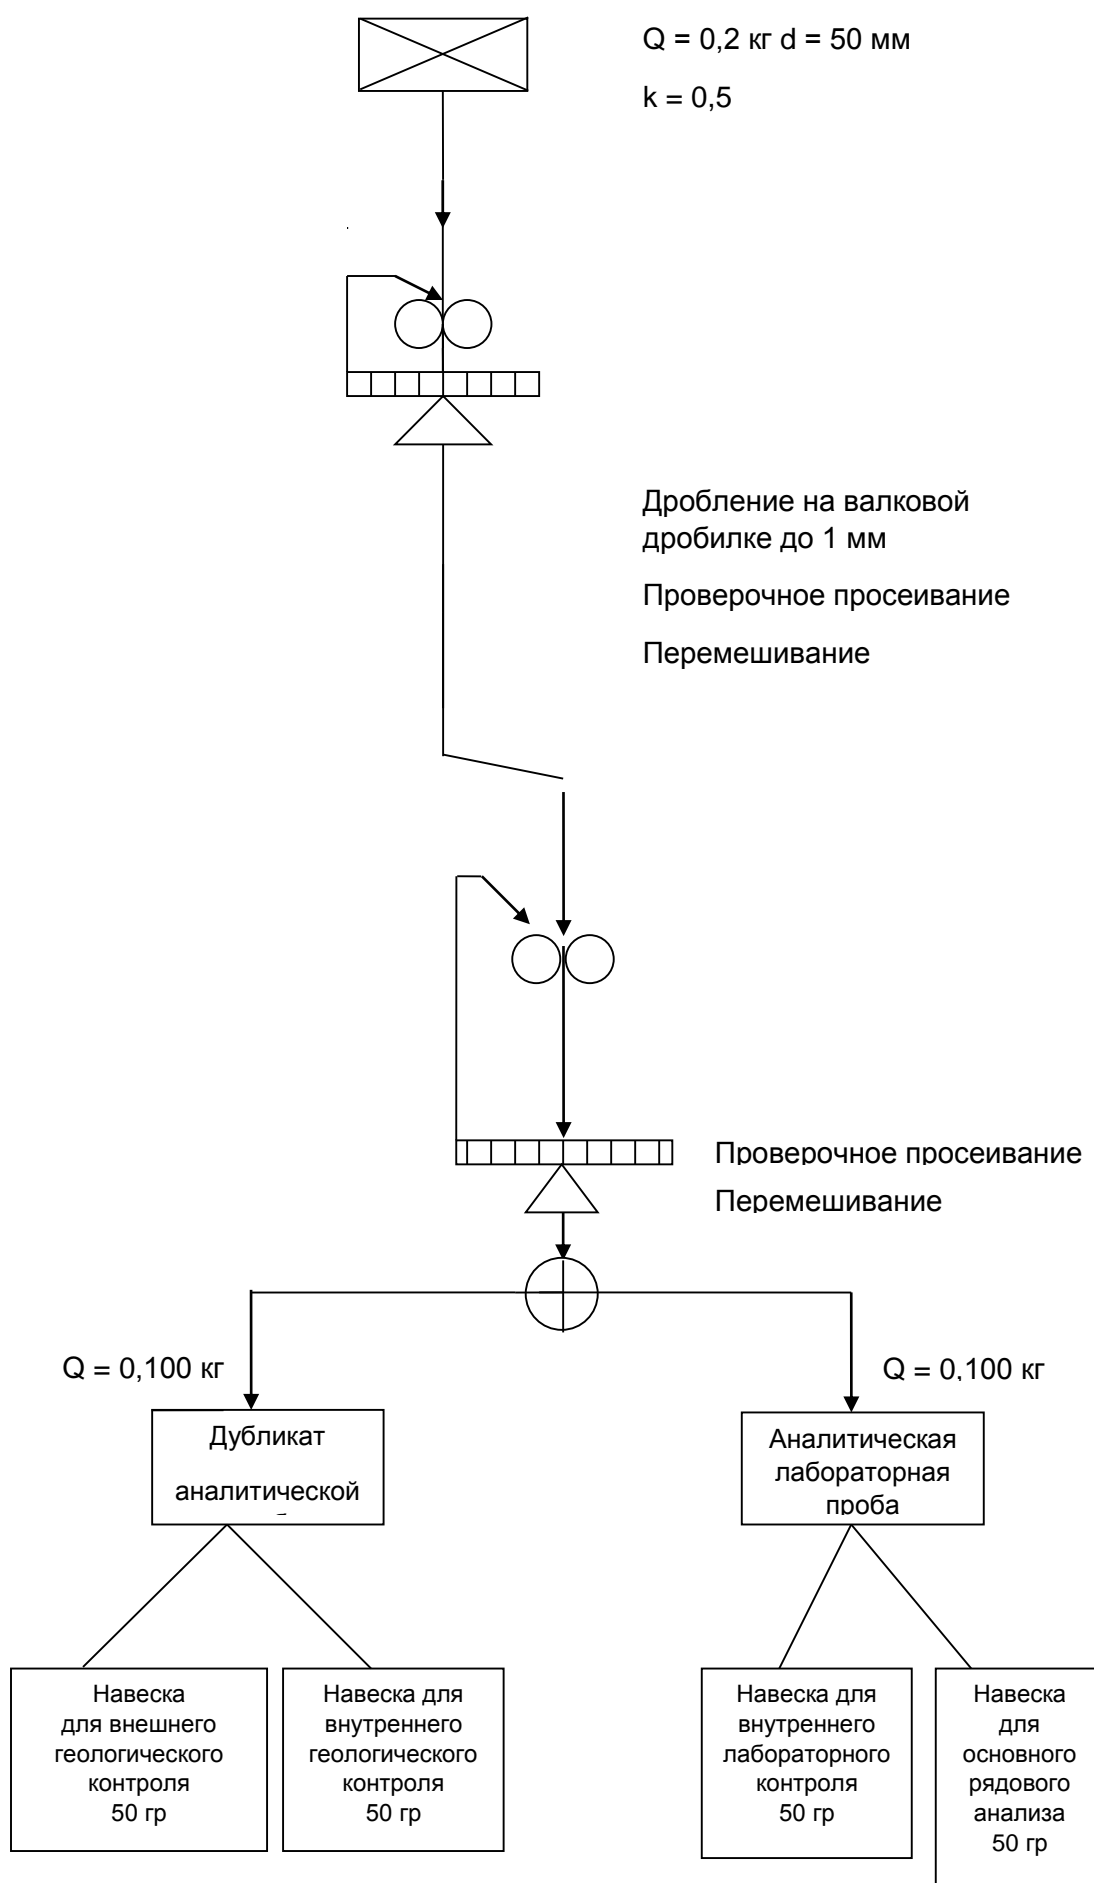 Q = 0,2 кг d = 50 мм
k = 0,5
Дробление на валковой
дробилке до 1 мм
Проверочное просеивание
Перемешивание
Проверочное просеивание
Перемешивание
Q = 0,100 кг
Q = 0,100 кг
Дубликат
аналитической
Аналитическая
лабораторная
проба
Навеска
для внешнего
геологического
контроля
50 гр
Навеска для
внутреннего
геологического
контроля
50 гр
Навеска для
внутреннего
лабораторного
контроля
50 гр
Навеска
для
основного
рядового
анализа
50 гр